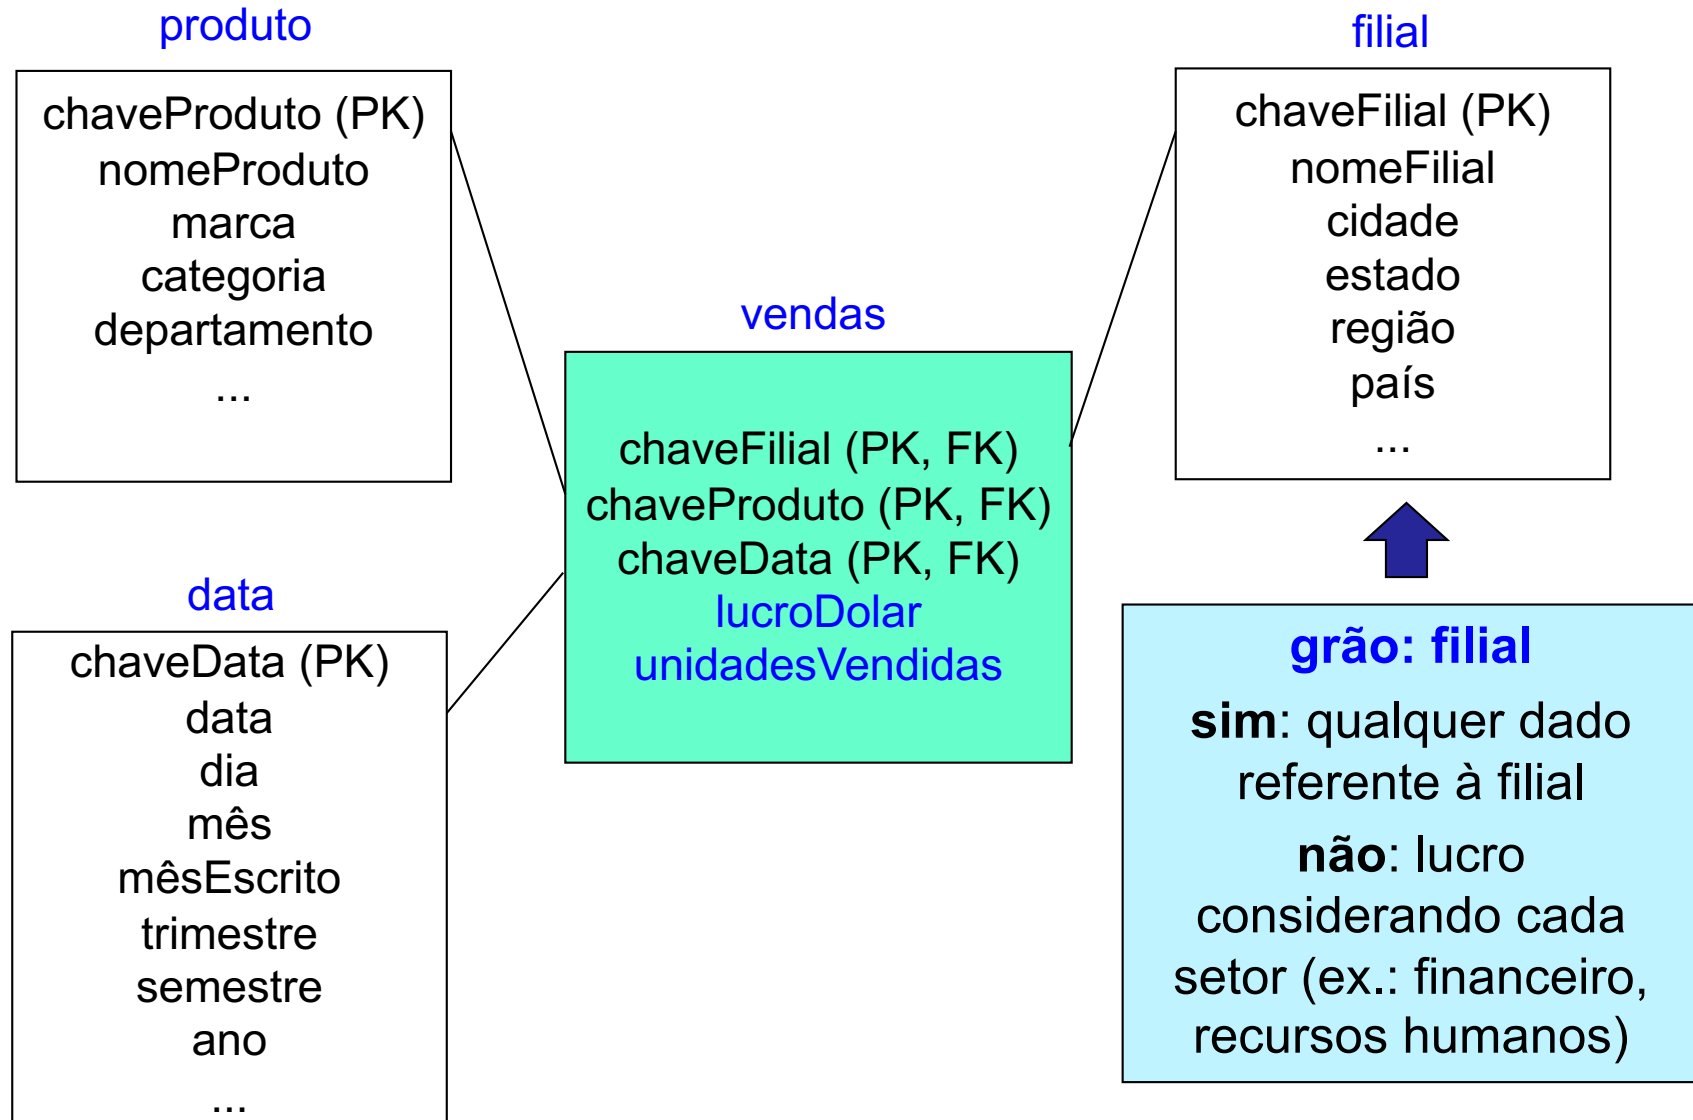 produto
chaveProduto (PK)
nomeProduto
marca
categoria
departamento
...
filial
chaveFilial (PK)
nomeFilial
cidade
estado
região
país
...
vendas
chaveFilial (PK, FK)
chaveProduto (PK, FK)
chaveData (PK, FK)
lucroDolar
unidadesVendidas
data
chaveData (PK)
data
dia
mês
mêsEscrito
trimestre
semestre
ano
...
grão: filial
sim: qualquer dado
referente à filial
não: lucro
considerando cada
setor (ex.: financeiro,
recursos humanos)